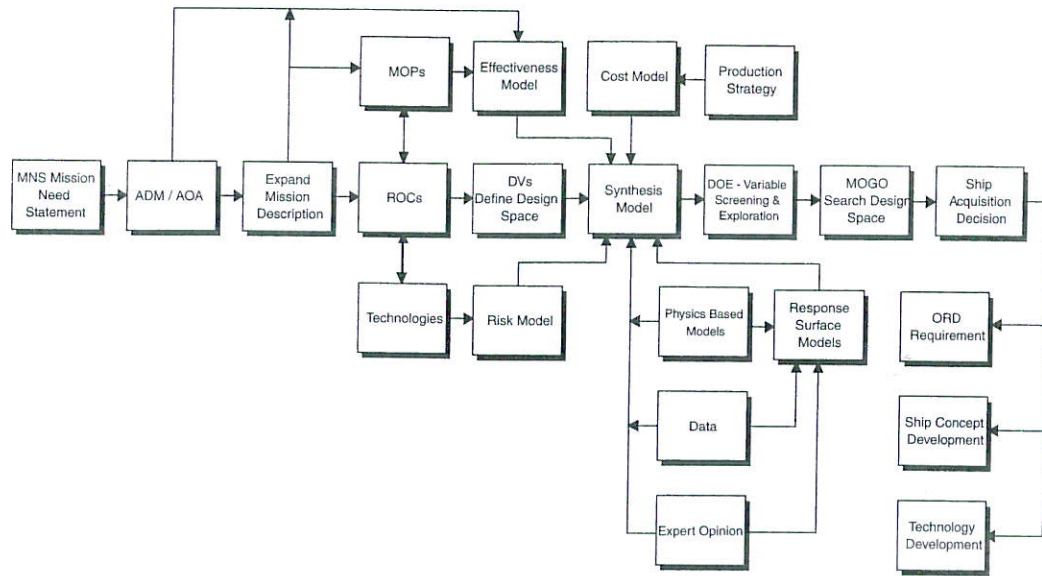 MOPs
Effectiveness
Model
Cost Model
Production
Strategy
MNS Mission
Need
Statement
ADM / AOA
Expand
Mission
Description
ROCs
DVs
Define Design
Space
Synthesis
Model
DOE - Variable
Screening &
Exploration
MOGO
Search Design
Space
Ship
Acquisition
Decision
Technologies
Risk Model
Physics Based
Models
Response
Surface
Models
ORD
Requirement
Data
Ship Concept
Development
Expert Opinion
Technology
Development